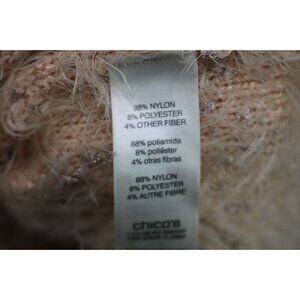 88% NYLON
8% POLYESTER
4% OTHER FIBER
88% poliamida
8% poliéster
4% otras fibras
88% NYLON
8% POLYESTER
4% AUTRE FIBRE
chico's